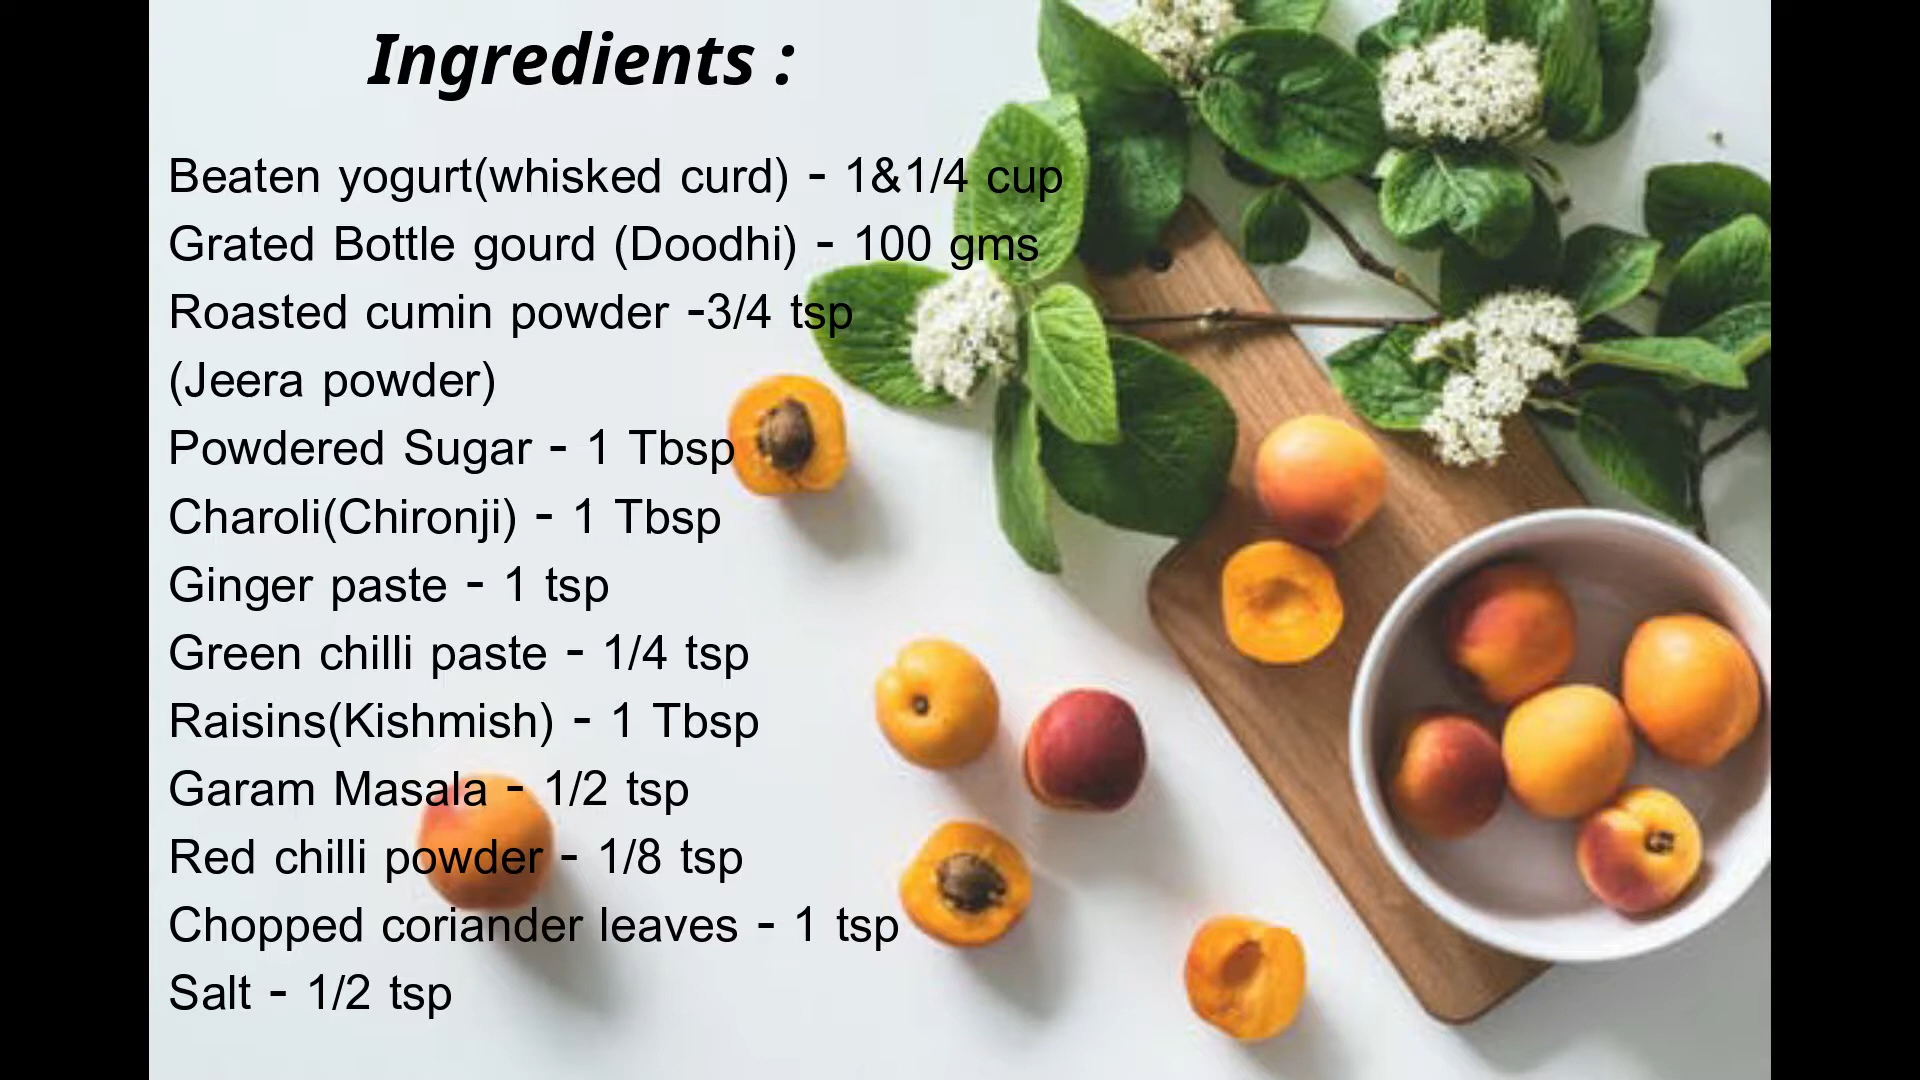 Ingredients :
Beaten yogurt(whisked curd) - 1&1/4 cup
Grated Bottle gourd (Doodhi) - 100 gms
Roasted cumin powder -3/4 tsp
(Jeera powder)
Powdered Sugar - 1 Tbsp
Charoli(Chironji) - 1 Tbsp
Ginger paste - 1 tsp
Green chilli paste - 1/4 tsp
Raisins(Kishmish) - 1 Tbsp
Garam Masala - 1/2 tsp
Red chilli powder - 1/8 tsp
Chopped coriander leaves - 1 tsp
Salt - 1/2 tsp